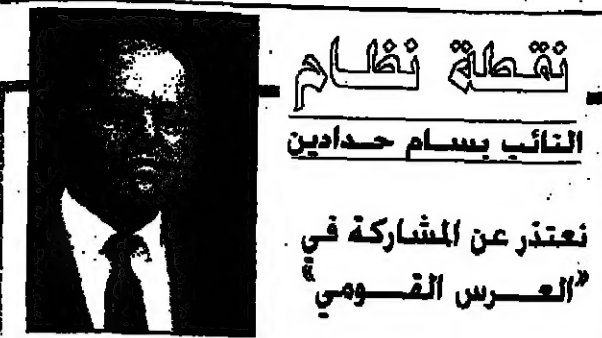 نقطة نظام
النائب بسام حدادين
نعتذر عن المشاركة في
"العرس القومي"